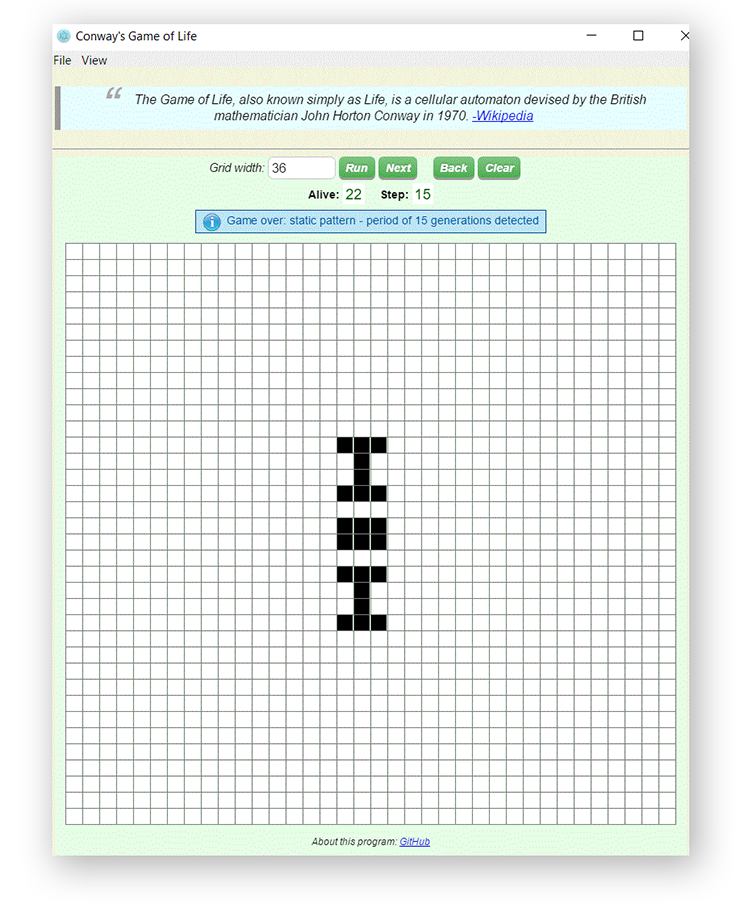 Conway's Game of Life
File View
“ The Game of Life, also known simply as Life, is a cellular automaton devised by the British
mathematician John Horton Conway in 1970. -Wikipedia
Grid width: 36 Run Next Back Clear
Alive: 22 Step: 15
Game over: static pattern - period of 15 generations detected
About this program: GitHub